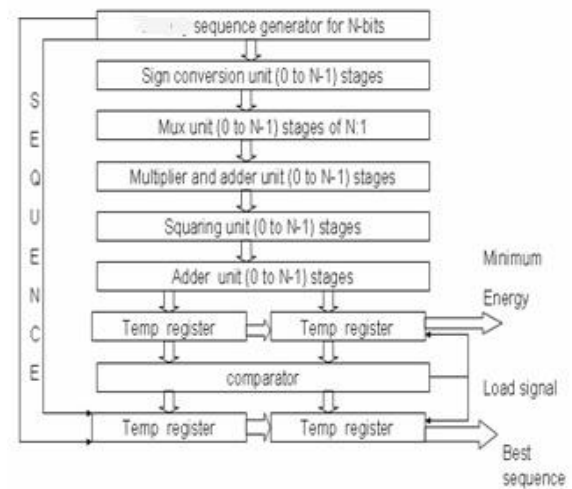 sequence generator for N-bits
Sign conversion unit (0 to N-1) stages
Mux unit (0 to N-1) stages of N:1
Multiplier and adder unit (0 to N-1) stages
Squaring unit (0 to N-1) stages
Adder unit (0 to N-1) stages
Temp register
Temp register
comparator
Temp register
Temp register
SEQUENCE
Minimum
Energy
Load signal
Best
sequence